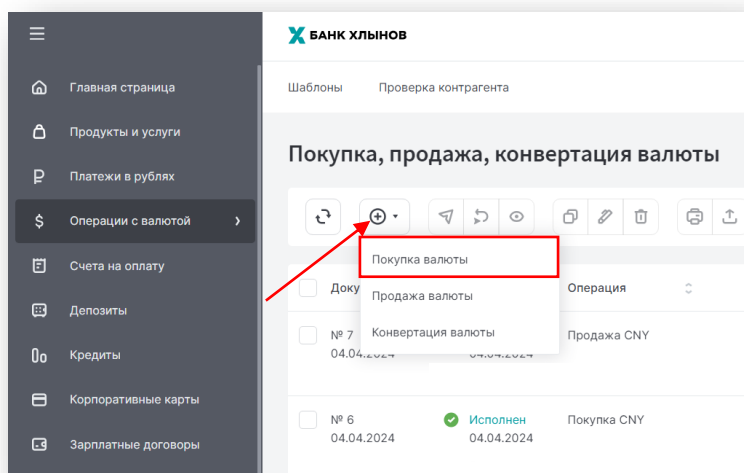 БАНК ХЛЫНОВ
Главная страница
Продукты и услуги
Платежи в рублях
Операции с валютой
Счета на оплату
Депозиты
Кредиты
Корпоративные карты
Зарплатные договоры
Шаблоны Проверка контрагента
Покупка, продажа, конвертация валюты
Покупка валюты
Продажа валюты
Конвертация валюты
Операция
№ 7 Продажа CNY
04.04.2024 04.04.2024
№ 6 Исполнен Покупка CNY
04.04.2024 04.04.2024